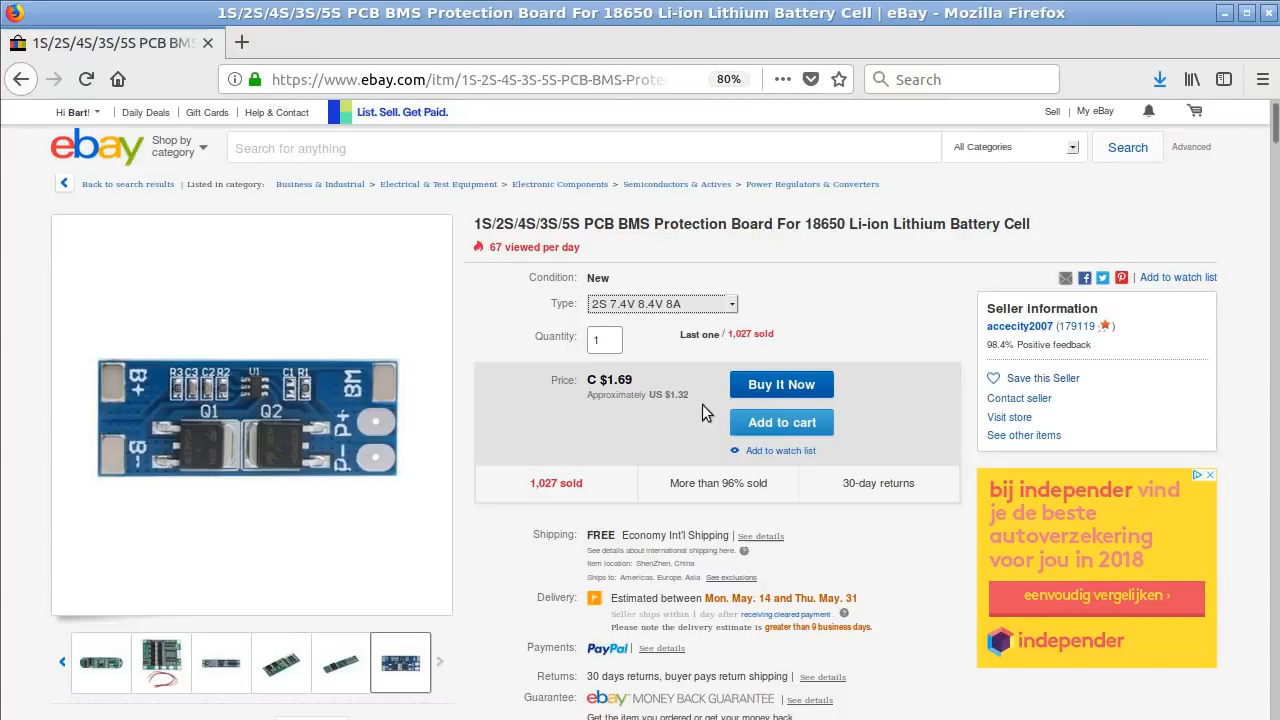 1S/2S/4S/3S/5S PCB BMS Protection Board For 18650 Li-ion Lithium Battery Cell | eBay - Mozilla Firefox
1S/2S/4S/3S/5S PCB BMS
https://www.ebay.com/itm/1S-2S-4S-3S-5S-PCB-BMS-Prote
80%
Search
Hi Bart!
Daily Deals
Gift Cards
Help & Contact
List. Sell. Get Paid.
Sell
My eBay
ebay
Shop by
category
Search for anything
All Categories
Search
Advanced
Back to search results | Listed in category: Business & Industrial > Electrical & Test Equipment > Electronic Components > Semiconductors & Actives > Power Regulators & Converters
1S/2S/4S/3S/5S PCB BMS Protection Board For 18650 Li-ion Lithium Battery Cell
67 viewed per day
Condition: New
| Add to watch list
Type: 2S 7.4V 8.4V 8A
Quantity: 1
Last one / 1,027 sold
Price: C $1.69
Approximately US $1.32
Buy It Now
Add to cart
Add to watch list
1,027 sold
More than 96% sold
30-day returns
Shipping: FREE Economy Int'l Shipping | See details
See details about international shipping here.
Item location: ShenZhen, China
Ships to: Americas, Europe, Asia See exclusions
Delivery: Estimated between Mon. May. 14 and Thu. May. 31
Seller ships within 1 day after receiving cleared payment.
Please note the delivery estimate is greater than 9 business days.
Payments: PayPal | See details
Returns: 30 days returns, buyer pays return shipping | See details
Guarantee: ebay MONEY BACK GUARANTEE | See details
Get the item you ordered or get your money back.
Seller information
accecity2007 (179119 )
98.4% Positive feedback
Save this Seller
Contact seller
Visit store
See other items
bij independer vind
je de beste
autoverzekering
voor jou in 2018
eenvoudig vergelijken ›
independer
B+
R3 C3 C2 R2
U1
C1 R1
BM
Q1
Q2
P+
B-
P-